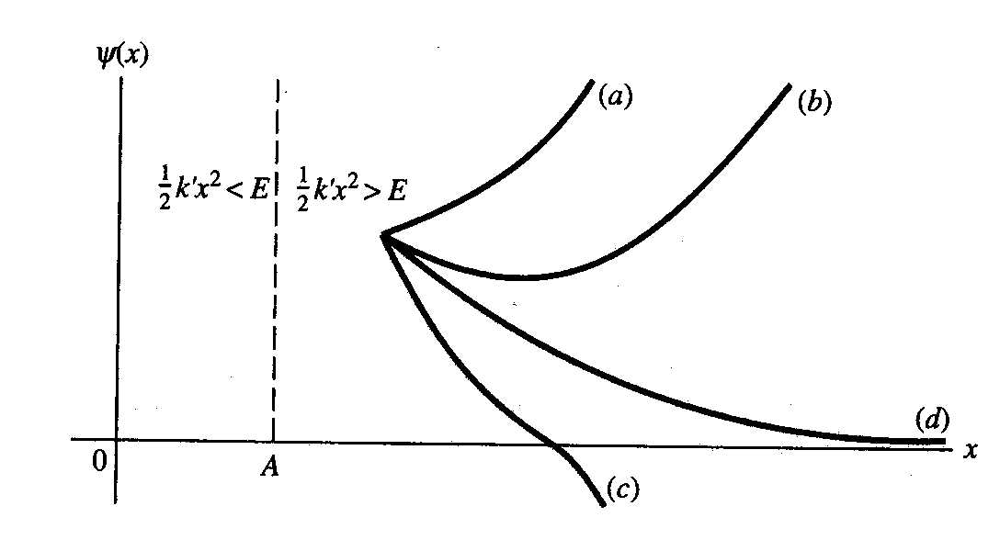 ψ(x)
(a)
(b)
½k'x² < E
½k'x² > E
(d)
0
A
x
(c)